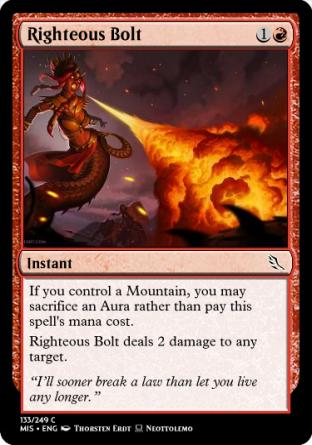 Righteous Bolt 1
Instant
If you control a Mountain, you may
sacrifice an Aura rather than pay this
spell's mana cost.
Righteous Bolt deals 2 damage to any
target.
“I'll sooner break a law than let you live
any longer.”
133/249 C
MIS • ENG Thorsten Erdt Neottolemo